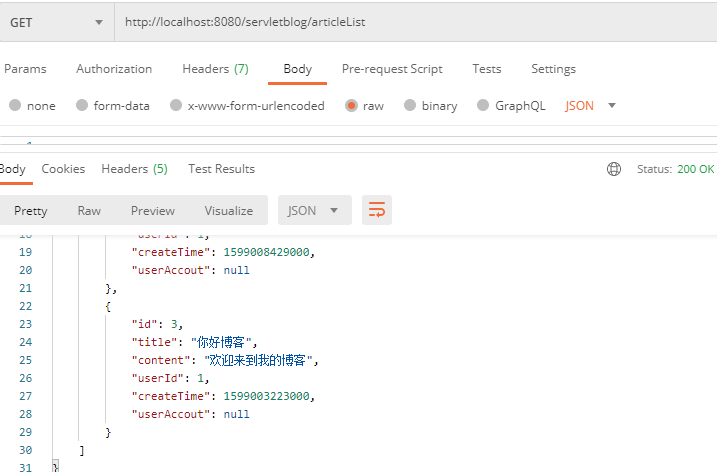 GET http://localhost:8080/servletblog/articleList
Params Authorization Headers (7) Body Pre-request Script Tests Settings
none form-data x-www-form-urlencoded raw binary GraphQL JSON
Body Cookies Headers (5) Test Results Status: 200 OK
Pretty Raw Preview Visualize JSON
18 "userId": 1,
19 "createTime": 1599008429000,
20 "userAccout": null
21 },
22 {
23 "id": 3,
24 "title": "你好博客",
25 "content": "欢迎来到我的博客",
26 "userId": 1,
27 "createTime": 1599003223000,
28 "userAccout": null
29 }
30 ]
31 }